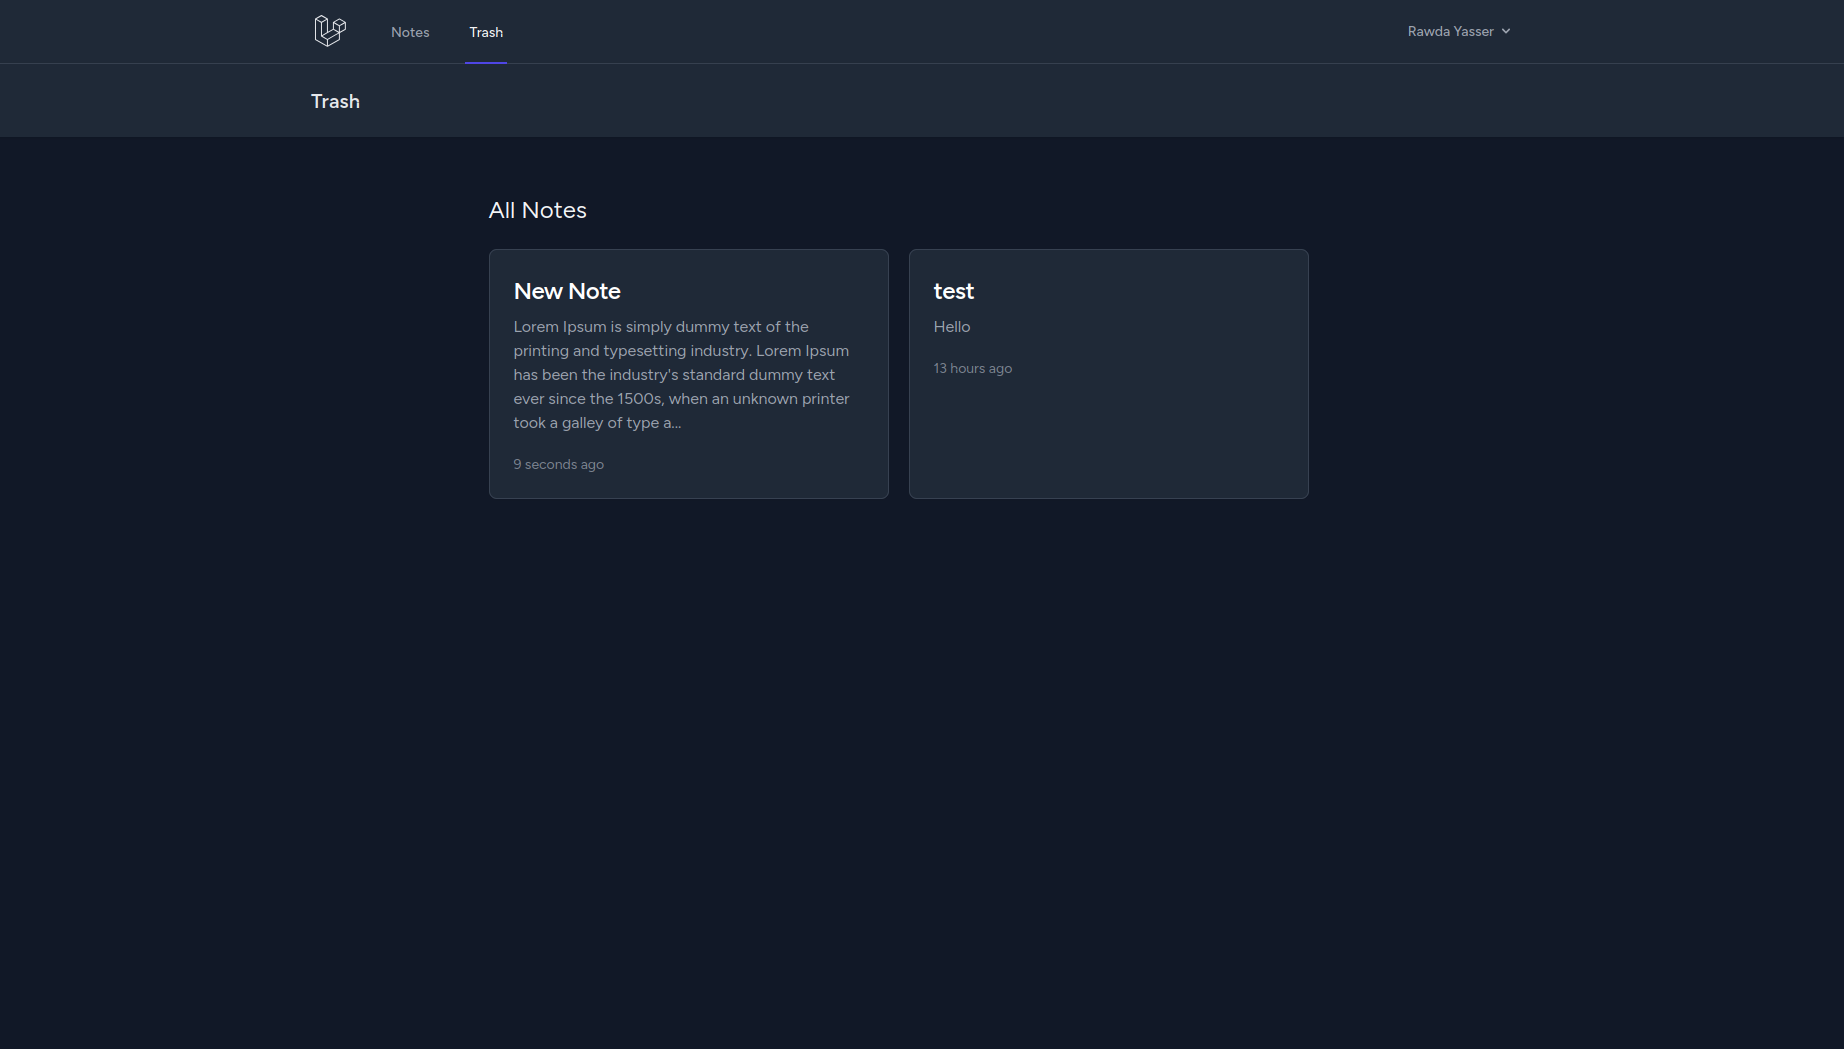 Notes
Trash
Rawda Yasser
Trash
All Notes
New Note
Lorem Ipsum is simply dummy text of the
printing and typesetting industry. Lorem Ipsum
has been the industry's standard dummy text
ever since the 1500s, when an unknown printer
took a galley of type a...
9 seconds ago
test
Hello
13 hours ago